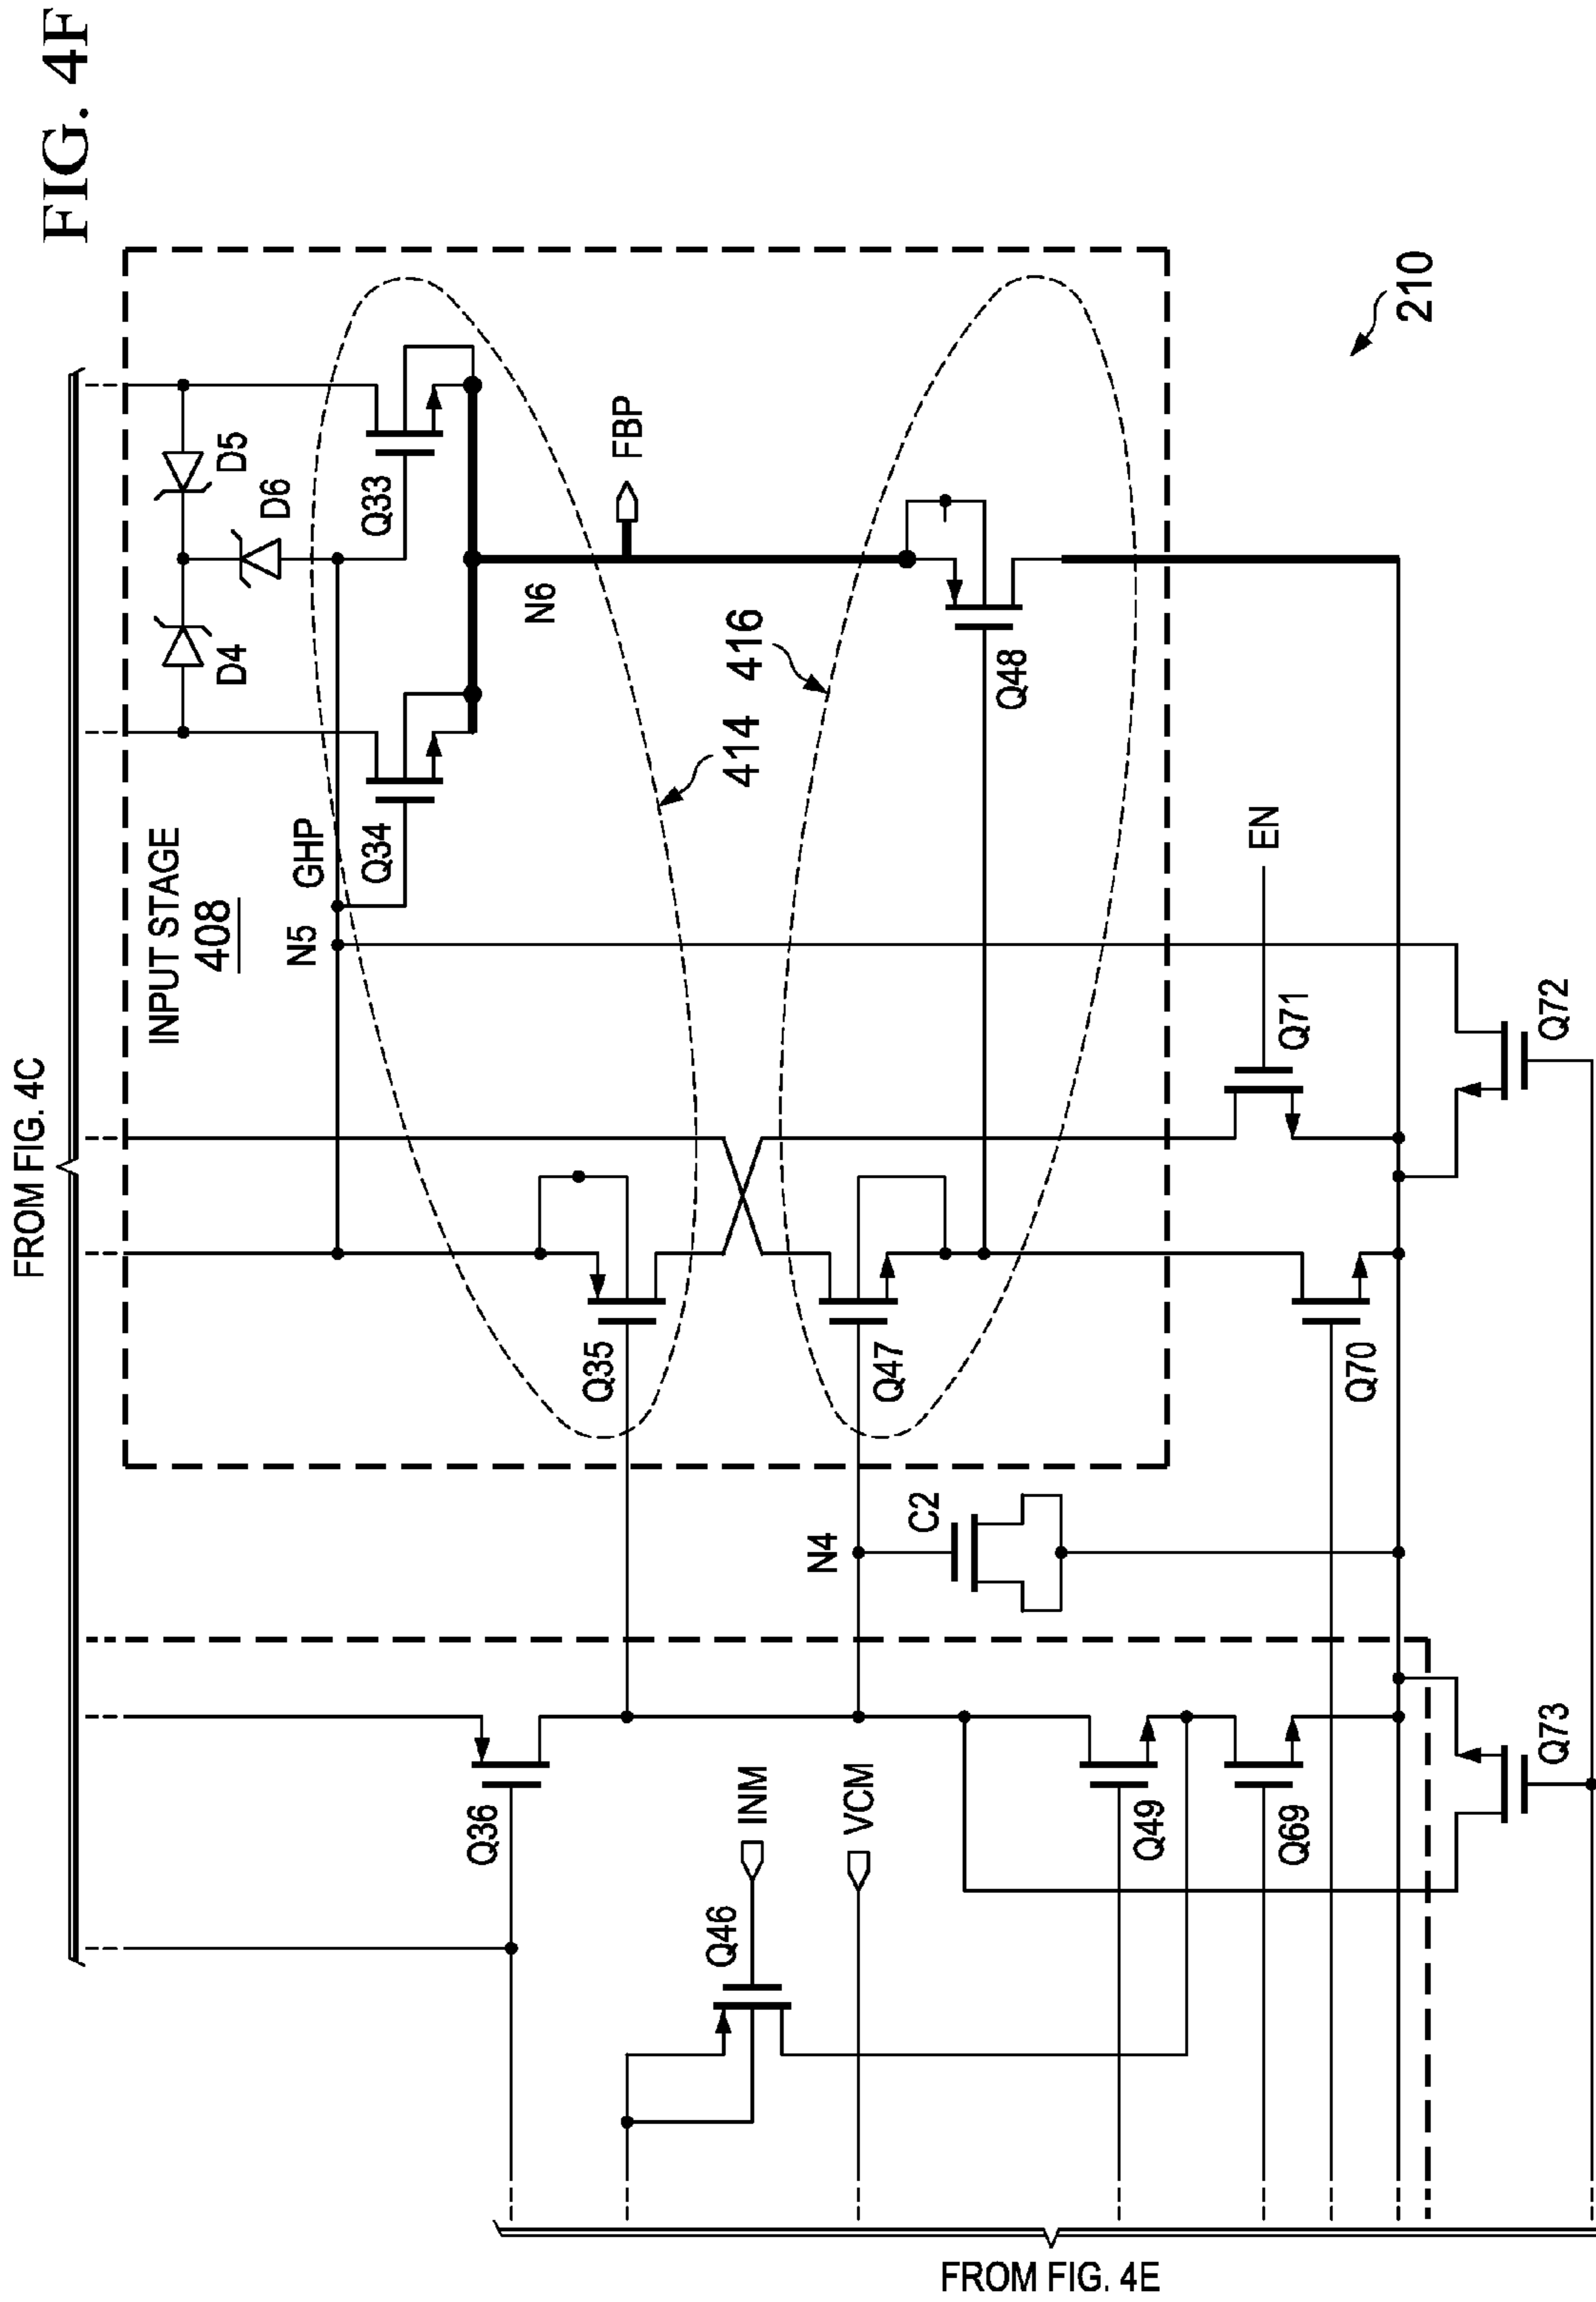 FIG. 4F
FROM FIG. 4C
INPUT STAGE
408
D4
D5
D6
N5
GHP
Q34
Q33
Q35
N6
FBP
414
416
Q36
INM
Q46
VCM
N4
C2
Q47
Q48
EN
Q49
Q69
Q70
Q71
Q73
Q72
210
FROM FIG. 4E